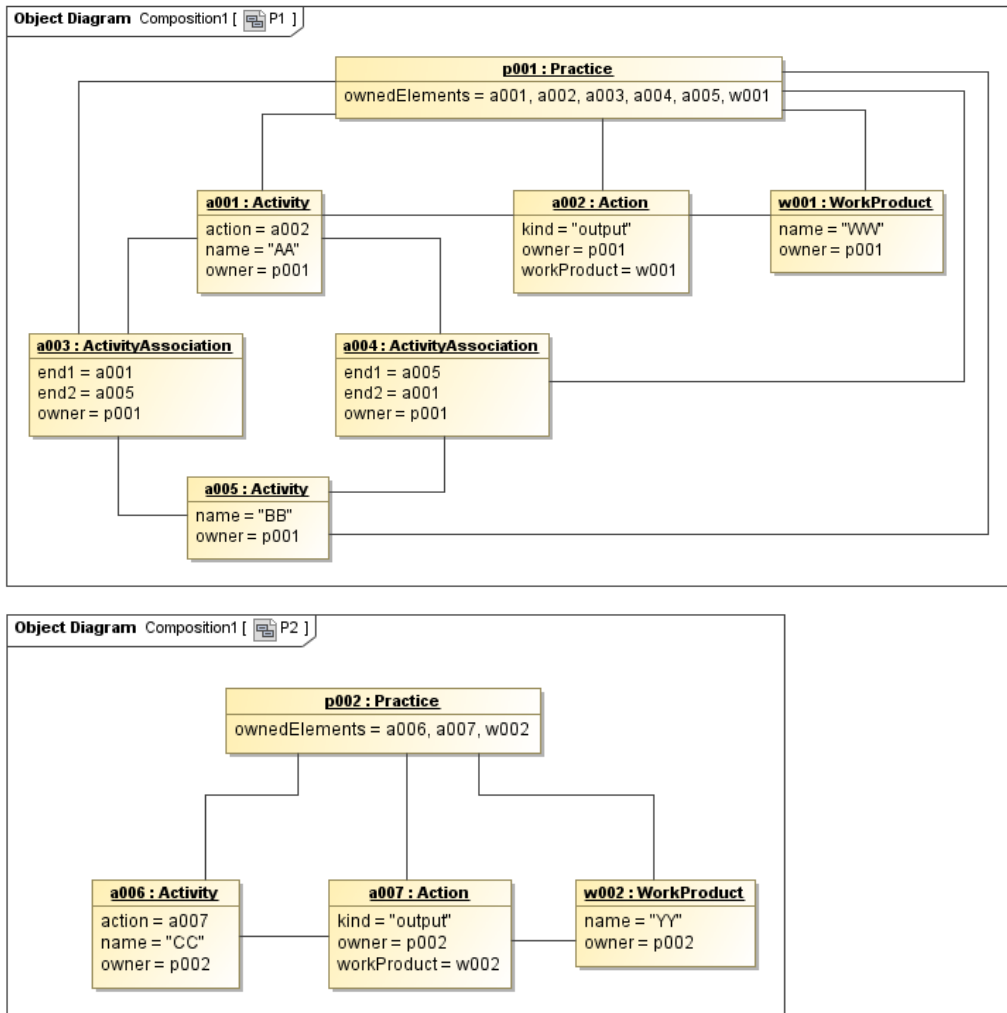 Object Diagram Composition1 [ P1 ]
p001 : Practice
ownedElements = a001, a002, a003, a004, a005, w001
a001 : Activity
action = a002
name = "AA"
owner = p001
a002 : Action
kind = "output"
owner = p001
workProduct = w001
w001 : WorkProduct
name = "WW"
owner = p001
a003 : ActivityAssociation
end1 = a001
end2 = a005
owner = p001
a004 : ActivityAssociation
end1 = a005
end2 = a001
owner = p001
a005 : Activity
name = "BB"
owner = p001
Object Diagram Composition1 [ P2 ]
p002 : Practice
ownedElements = a006, a007, w002
a006 : Activity
action = a007
name = "CC"
owner = p002
a007 : Action
kind = "output"
owner = p002
workProduct = w002
w002 : WorkProduct
name = "YY"
owner = p002